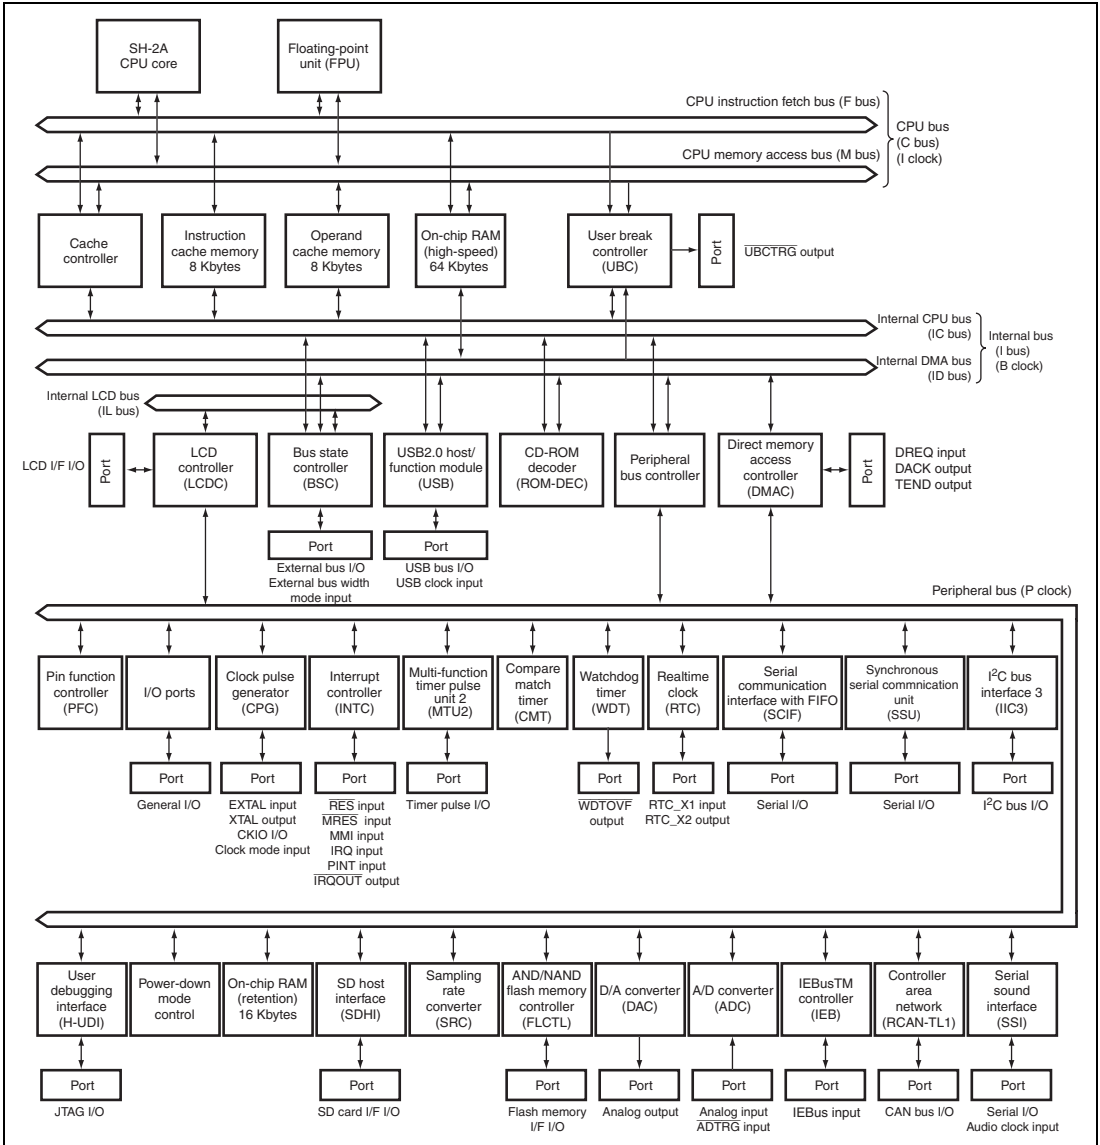 SH-2A
CPU core
Floating-point
unit (FPU)
CPU instruction fetch bus (F bus)
CPU bus
(C bus)
(I clock)
CPU memory access bus (M bus)
Cache
controller
Instruction
cache memory
8 Kbytes
Operand
cache memory
8 Kbytes
On-chip RAM
(high-speed)
64 Kbytes
User break
controller
(UBC)
Port
UBCTRG output
Internal CPU bus
(IC bus)
Internal bus
(I bus)
(B clock)
Internal DMA bus
(ID bus)
Internal LCD bus
(IL bus)
LCD I/F I/O
Port
LCD
controller
(LCDC)
Bus state
controller
(BSC)
USB2.0 host/
function module
(USB)
CD-ROM
decoder
(ROM-DEC)
Peripheral
bus controller
Direct memory
access
controller
(DMAC)
Port
DREQ input
DACK output
TEND output
Port
External bus I/O
External bus width
mode input
Port
USB bus I/O
USB clock input
Peripheral bus (P clock)
Pin function
controller
(PFC)
I/O ports
Clock pulse
generator
(CPG)
Interrupt
controller
(INTC)
Multi-function
timer pulse
unit 2
(MTU2)
Compare
match
timer
(CMT)
Watchdog
timer
(WDT)
Realtime
clock
(RTC)
Serial
communication
interface with FIFO
(SCIF)
Synchronous
serial commnication
unit
(SSU)
I2C bus
interface 3
(IIC3)
Port
General I/O
Port
EXTAL input
XTAL output
CKIO I/O
Clock mode input
Port
RES input
MRES input
MMI input
IRQ input
PINT input
IRQOUT output
Port
Timer pulse I/O
Port
WDTOVF
output
Port
RTC_X1 input
RTC_X2 output
Port
Serial I/O
Port
Serial I/O
Port
I2C bus I/O
User
debugging
interface
(H-UDI)
Power-down
mode
control
On-chip RAM
(retention)
16 Kbytes
SD host
interface
(SDHI)
Sampling
rate
converter
(SRC)
AND/NAND
flash memory
controller
(FLCTL)
D/A converter
(DAC)
A/D converter
(ADC)
IEBusTM
controller
(IEB)
Controller
area
network
(RCAN-TL1)
Serial
sound
interface
(SSI)
Port
JTAG I/O
Port
SD card I/F I/O
Port
Flash memory
I/F I/O
Port
Analog output
Port
Analog input
ADTRG input
Port
IEBus input
Port
CAN bus I/O
Port
Serial I/O
Audio clock input